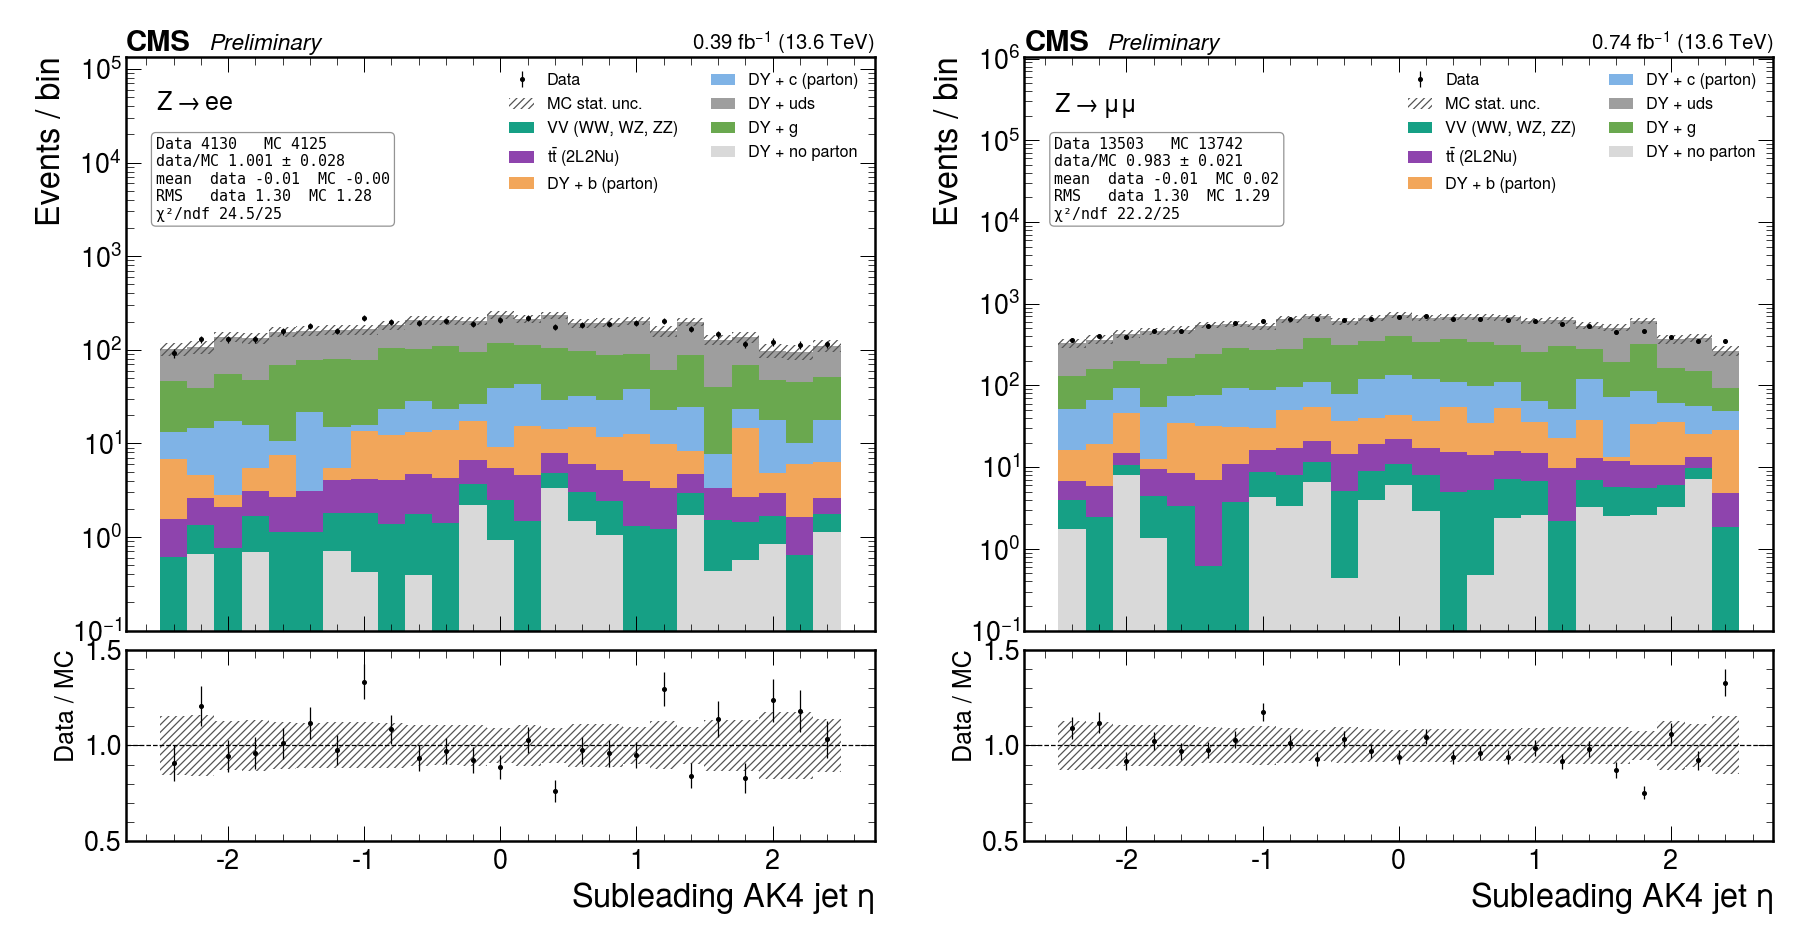 CMS Preliminary 0.39 fb⁻¹ (13.6 TeV)
Events / bin
10⁵
10⁴
10³
10²
10¹
10⁰
10⁻¹
Z → ee
Data 4130 MC 4125
data/MC 1.001 ± 0.028
mean data -0.01 MC -0.00
RMS data 1.30 MC 1.28
χ²/ndf 24.5/25
Data
MC stat. unc.
VV (WW, WZ, ZZ)
tt̄ (2L2Nu)
DY + b (parton)
DY + c (parton)
DY + uds
DY + g
DY + no parton
Data / MC
1.5
1.0
0.5
-2 -1 0 1 2
Subleading AK4 jet η
CMS Preliminary 0.74 fb⁻¹ (13.6 TeV)
Events / bin
10⁶
10⁵
10⁴
10³
10²
10¹
10⁰
10⁻¹
Z → μμ
Data 13503 MC 13742
data/MC 0.983 ± 0.021
mean data -0.01 MC 0.02
RMS data 1.30 MC 1.29
χ²/ndf 22.2/25
Data
MC stat. unc.
VV (WW, WZ, ZZ)
tt̄ (2L2Nu)
DY + b (parton)
DY + c (parton)
DY + uds
DY + g
DY + no parton
Data / MC
1.5
1.0
0.5
-2 -1 0 1 2
Subleading AK4 jet η